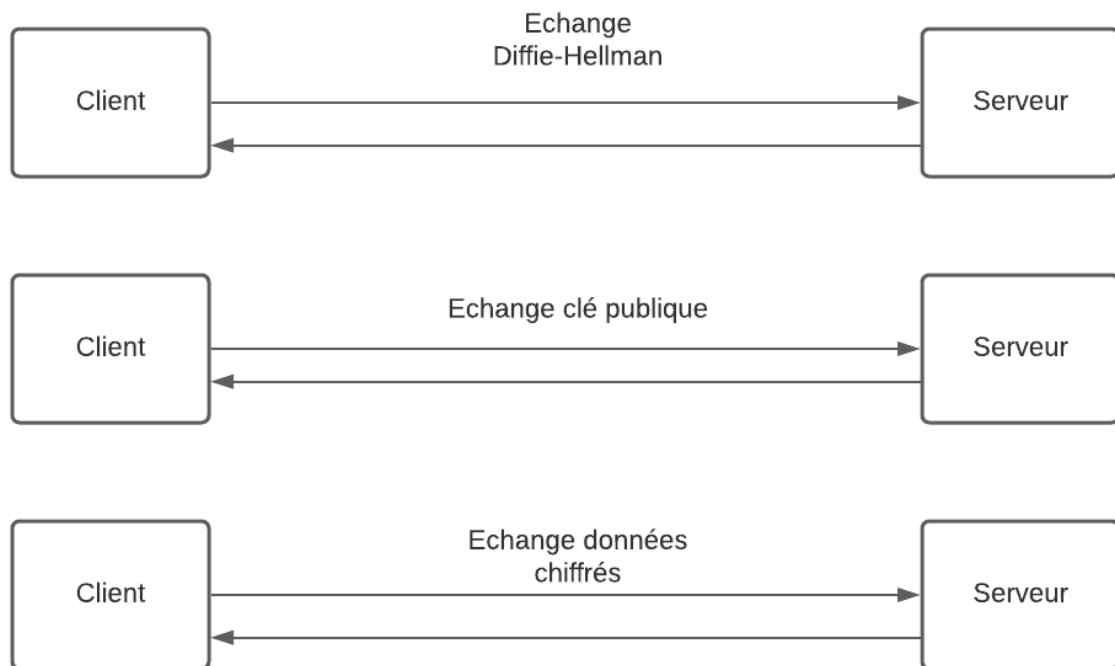 Echange
Diffie-Hellman
Client
Serveur
Echange clé publique
Client
Serveur
Echange données
chiffrés
Client
Serveur